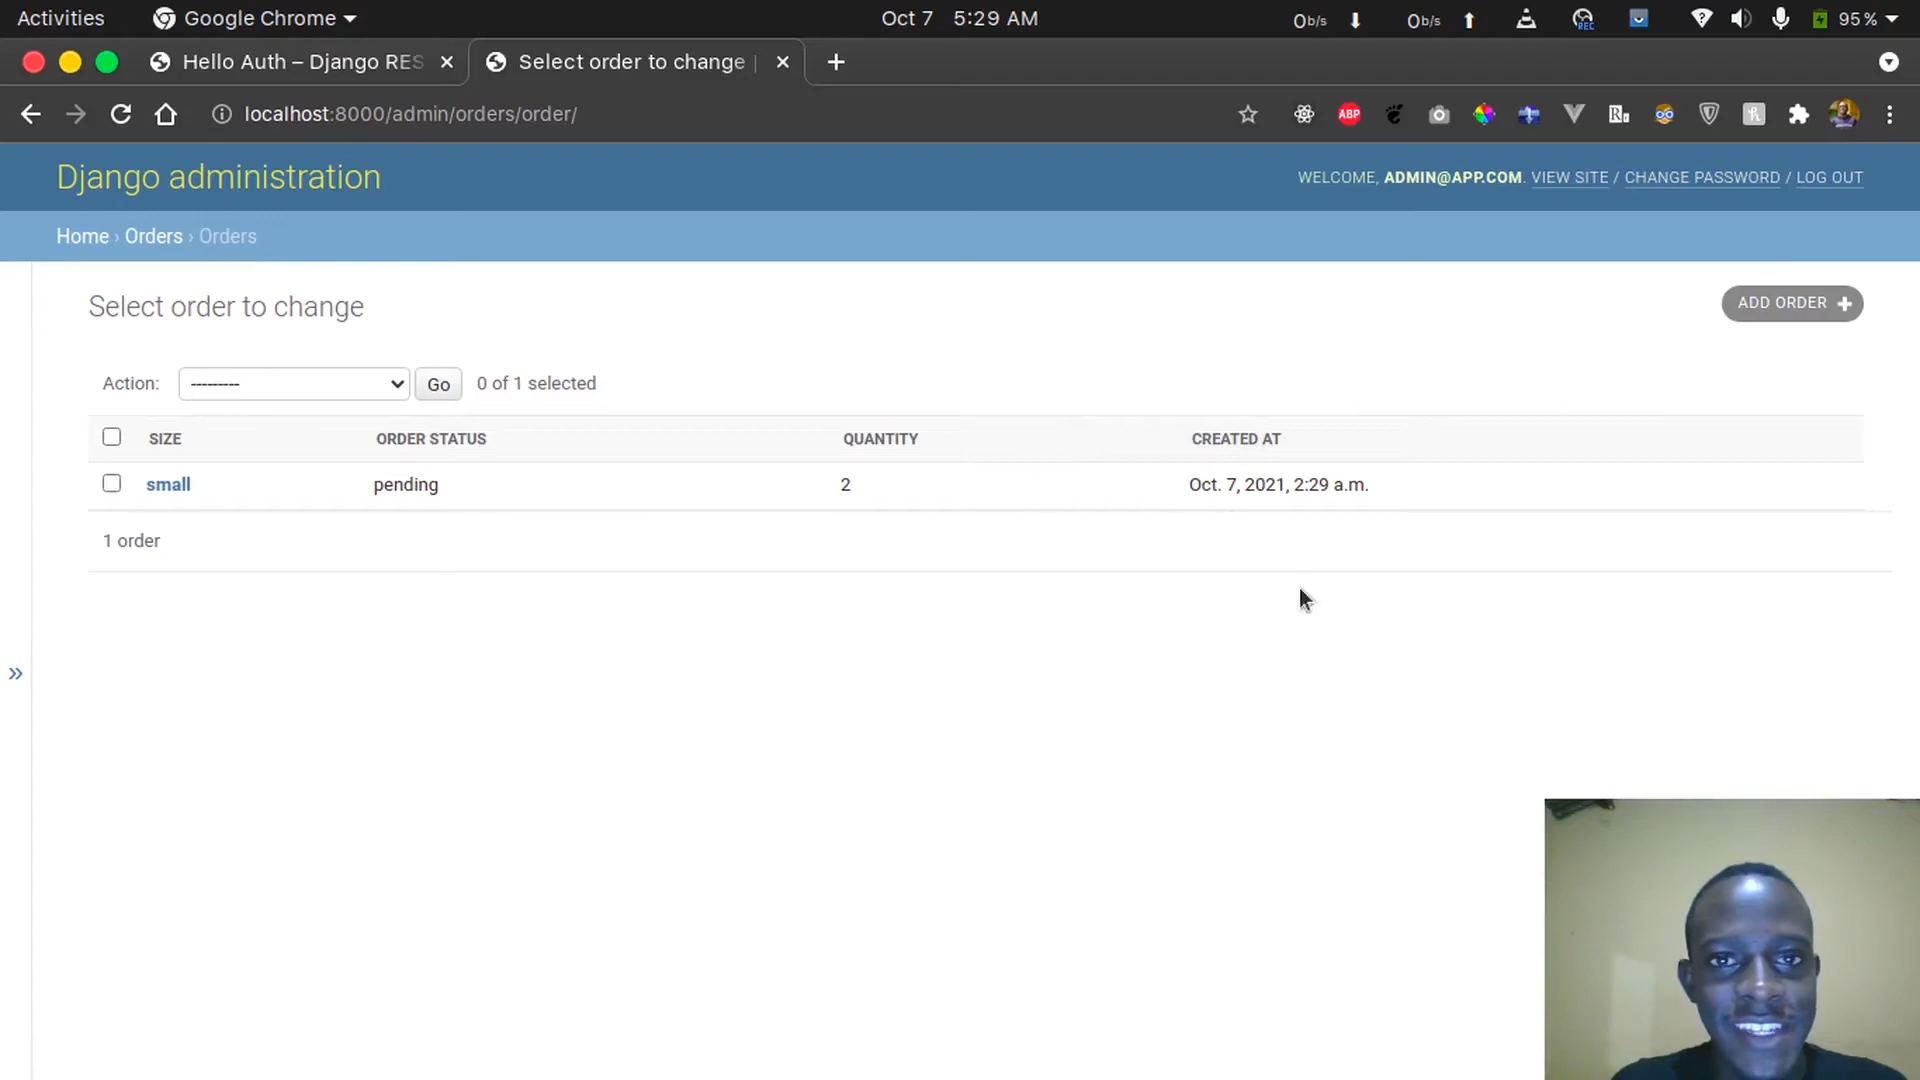 Activities Google Chrome Oct 7 5:29 AM 0b/s 0b/s REC 95%
Hello Auth – Django RES Select order to change
localhost:8000/admin/orders/order/ ABP
Django administration WELCOME, ADMIN@APP.COM. VIEW SITE / CHANGE PASSWORD / LOG OUT
Home › Orders › Orders
Select order to change ADD ORDER +
Action: --------- Go 0 of 1 selected
SIZE ORDER STATUS QUANTITY CREATED AT
small pending 2 Oct. 7, 2021, 2:29 a.m.
1 order
»